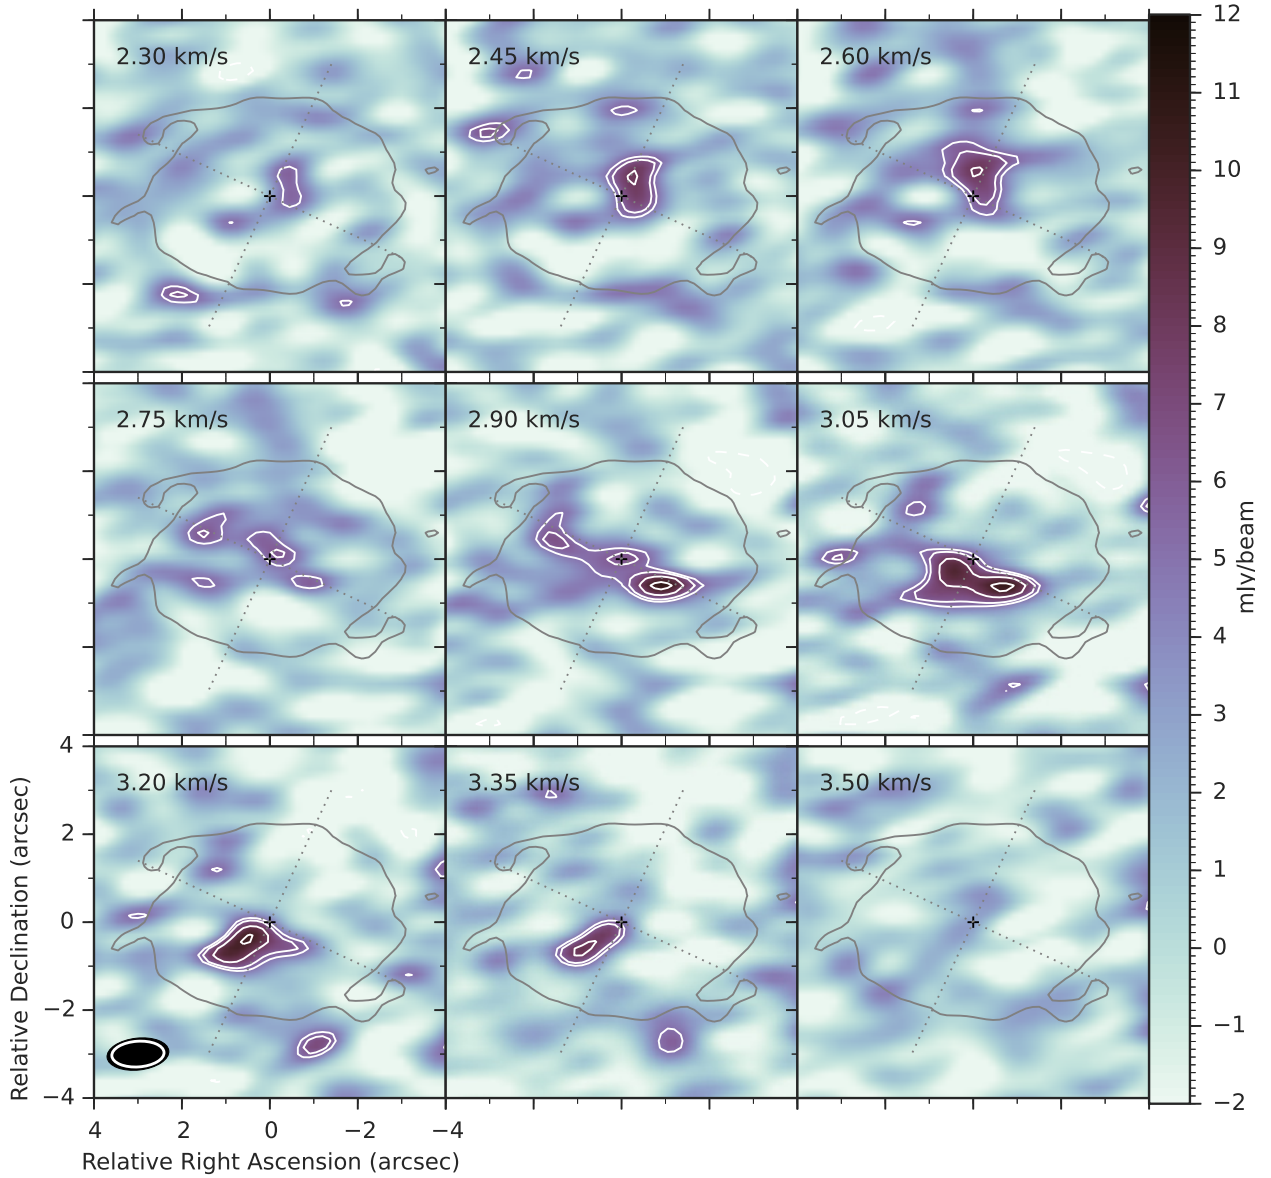 2.30 km/s
2.45 km/s
2.60 km/s
2.75 km/s
2.90 km/s
3.05 km/s
3.20 km/s
3.35 km/s
3.50 km/s
4
2
0
−2
−4
Relative Declination (arcsec)
4 2 0 −2 −4
Relative Right Ascension (arcsec)
12
11
10
9
8
7
6
5
4
3
2
1
0
−1
−2
mJy/beam